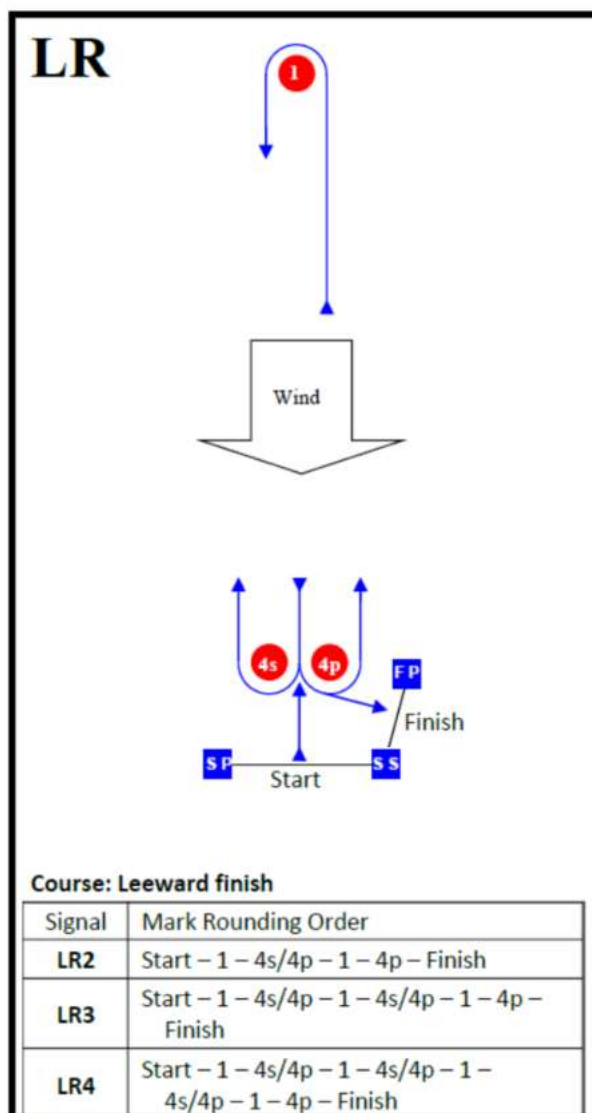 LR
1
Wind
4s 4p
F P
Finish
S P S S
Start
Course: Leeward finish
Signal Mark Rounding Order
LR2 Start – 1 – 4s/4p – 1 – 4p – Finish
LR3 Start – 1 – 4s/4p – 1 – 4s/4p – 1 – 4p –
Finish
LR4 Start – 1 – 4s/4p – 1 – 4s/4p – 1 –
4s/4p – 1 – 4p – Finish